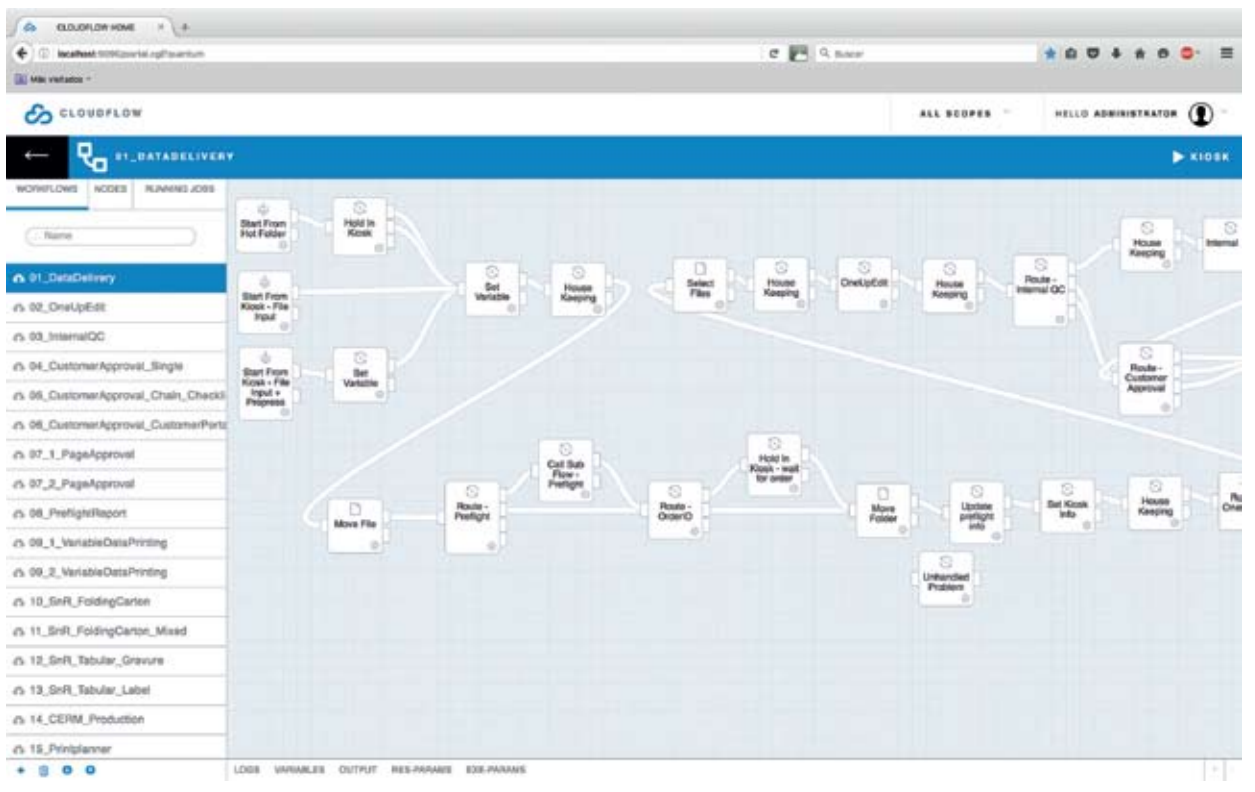 CLOUDFLOW HOME
Buscar
Más visitados
CLOUDFLOW
ALL SCOPES
HELLO ADMINISTRATOR
01_DATADELIVERY
KIOSK
WORKFLOWS
NODES
RUNNING JOBS
Name
01_DataDelivery
02_OneUpEdit
03_InternalQC
04_CustomerApproval_Single
05_CustomerApproval_Chain_Checkli
06_CustomerApproval_CustomerPorta
07_1_PageApproval
07_2_PageApproval
08_PreflightReport
09_1_VariableDataPrinting
09_2_VariableDataPrinting
10_SnR_FoldingCarton
11_SnR_FoldingCarton_Mixed
12_SnR_Tabular_Gravure
13_SnR_Tabular_Label
14_CERM_Production
15_Printplanner
Start From
Hot Folder
Hold In
Kiosk
Start From
Kiosk - File
Input
Start From
Kiosk - File
Input +
Progress
Set
Variable
Set
Variable
House
Keeping
Select
Files
House
Keeping
OneUpEdit
House
Keeping
Route -
Internal QC
House
Keeping
Internal
Route -
Customer
Approval
Move File
Route -
Preflight
Call Sub
Flow -
Preflight
Route -
OrderID
Hold In
Kiosk - wait
for order
Move
Folder
Update
preflight
info
Set Kiosk
Info
House
Keeping
Unhandled
Problem
LOGS
VARIABLES
OUTPUT
RES-PARAMS
EXE-PARAMS